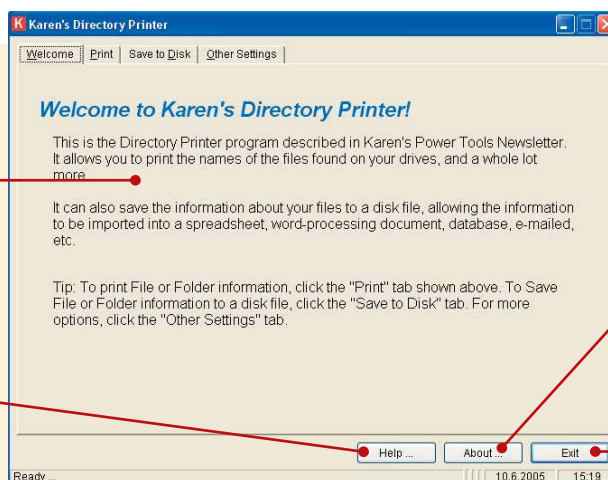 K Karen's Directory Printer
Welcome Print Save to Disk Other Settings
Welcome to Karen's Directory Printer!
This is the Directory Printer program described in Karen's Power Tools Newsletter.
It allows you to print the names of the files found on your drives, and a whole lot
more.
It can also save the information about your files to a disk file, allowing the information
to be imported into a spreadsheet, word-processing document, database, e-mailed,
etc.
Tip: To print File or Folder information, click the "Print" tab shown above. To Save
File or Folder information to a disk file, click the "Save to Disk" tab. For more
options, click the "Other Settings" tab.
Help ... About ... Exit
Ready ... 10.6.2005 15:19